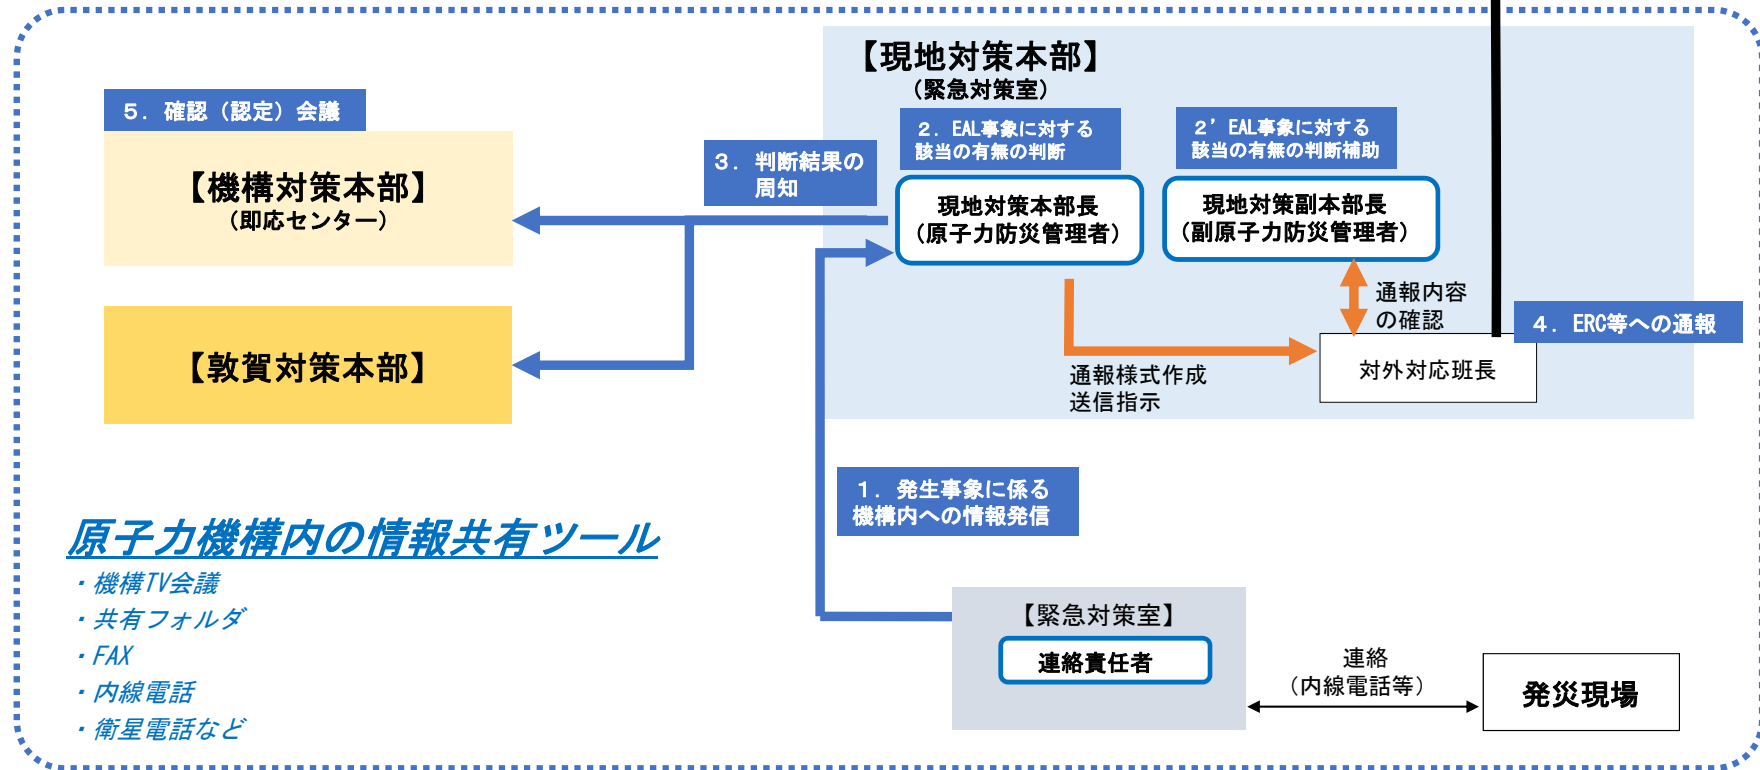 【現地対策本部】
（緊急対策室）
５．確認（認定）会議
【機構対策本部】
（即応センター）
３．判断結果の
周知
２．EAL事象に対する
該当の有無の判断
２’EAL事象に対する
該当の有無の判断補助
現地対策本部長
（原子力防災管理者）
現地対策副本部長
（副原子力防災管理者）
通報内容
の確認
４．ERC等への通報
【敦賀対策本部】
対外対応班長
通報様式作成
送信指示
１．発生事象に係る
機構内への情報発信
原子力機構内の情報共有ツール
・機構TV会議
・共有フォルダ
・FAX
・内線電話
・衛星電話など
【緊急対策室】
連絡責任者
連絡
（内線電話等）
発災現場